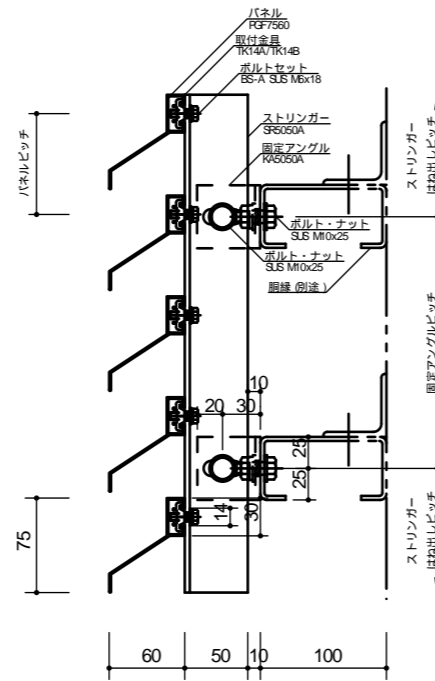 パネル
PGF7560
取付金具
TK14A/TK14B
ボルトセット
BS-A SUS M6x18
ストリンガー
SR5050A
固定アングル
KA5050A
パネルピッチ
ストリンガー
はね出しピッチ
ボルト・ナット
SUS M10x25
ボルト・ナット
SUS M10x25
胴縁 (別途 )
固定アングルピッチ
10
20
30
25
25
14
30
75
ストリンガー
はね出しピッチ
60
50
10
100